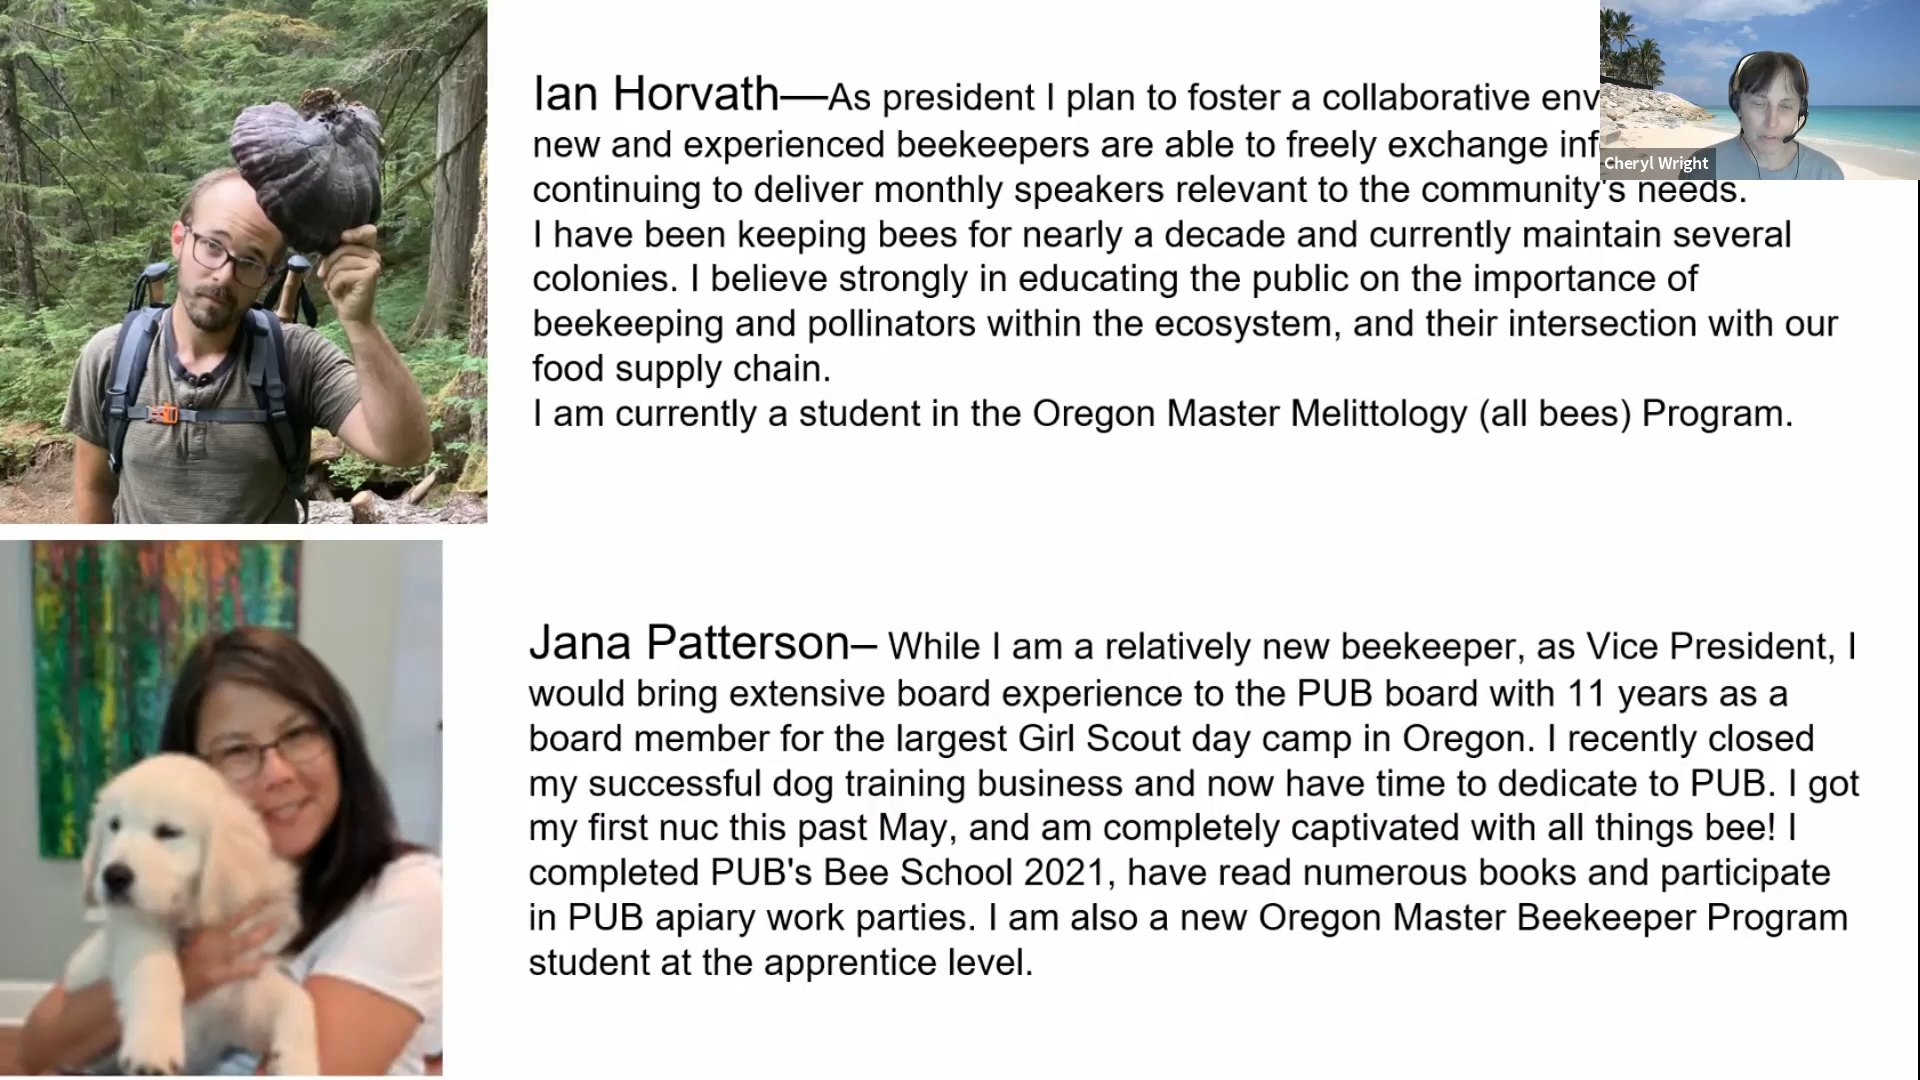 Ian Horvath—As president I plan to foster a collaborative env
new and experienced beekeepers are able to freely exchange inf
continuing to deliver monthly speakers relevant to the community's needs.
I have been keeping bees for nearly a decade and currently maintain several
colonies. I believe strongly in educating the public on the importance of
beekeeping and pollinators within the ecosystem, and their intersection with our
food supply chain.
I am currently a student in the Oregon Master Melittology (all bees) Program.
Cheryl Wright
Jana Patterson– While I am a relatively new beekeeper, as Vice President, I
would bring extensive board experience to the PUB board with 11 years as a
board member for the largest Girl Scout day camp in Oregon. I recently closed
my successful dog training business and now have time to dedicate to PUB. I got
my first nuc this past May, and am completely captivated with all things bee! I
completed PUB's Bee School 2021, have read numerous books and participate
in PUB apiary work parties. I am also a new Oregon Master Beekeeper Program
student at the apprentice level.